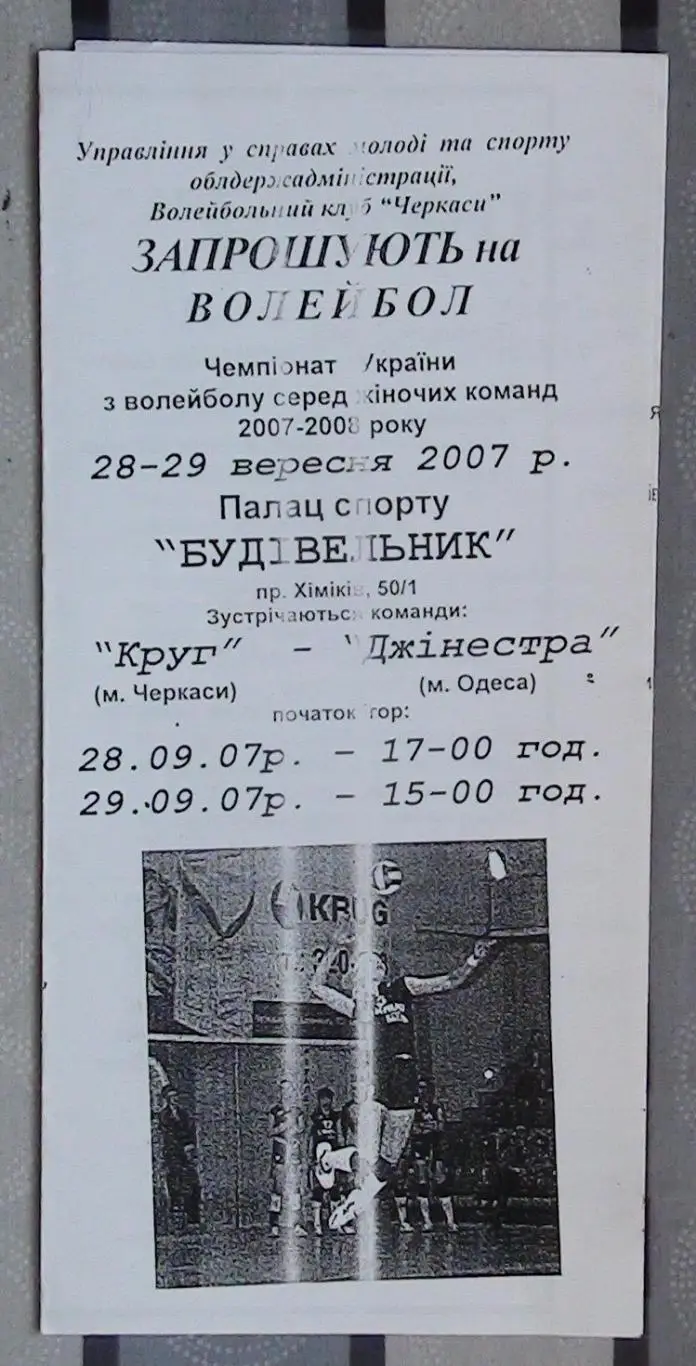 Управління у справах молоді та спорту
облдержадміністрації,
Волейбольний клуб “Черкаси”
ЗАПРОШУЮТЬ на
ВОЛЕЙБОЛ
Чемпіонат України
з волейболу серед жіночих команд
2007-2008 року
28-29 вересня 2007 р.
Палац спорту
"БУДІВЕЛЬНИК"
пр. Хіміків, 50/1
Зустрічаються команди:
"Круг" - "Джінестра"
(м. Черкаси) (м. Одеса)
початок ігор:
28.09.07р. - 17-00 год.
29.09.07р. - 15-00 год.
KRUG